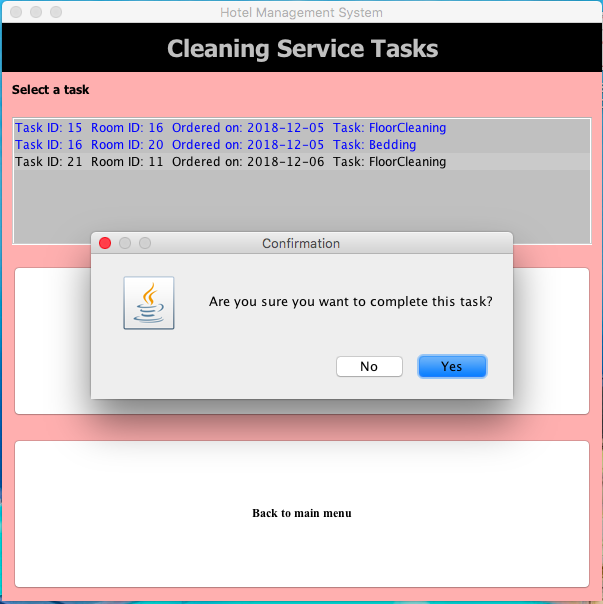 Hotel Management System
Cleaning Service Tasks
Select a task
Task ID: 15 Room ID: 16 Ordered on: 2018-12-05 Task: FloorCleaning
Task ID: 16 Room ID: 20 Ordered on: 2018-12-05 Task: Bedding
Task ID: 21 Room ID: 11 Ordered on: 2018-12-06 Task: FloorCleaning
Confirmation
Are you sure you want to complete this task?
No Yes
Back to main menu